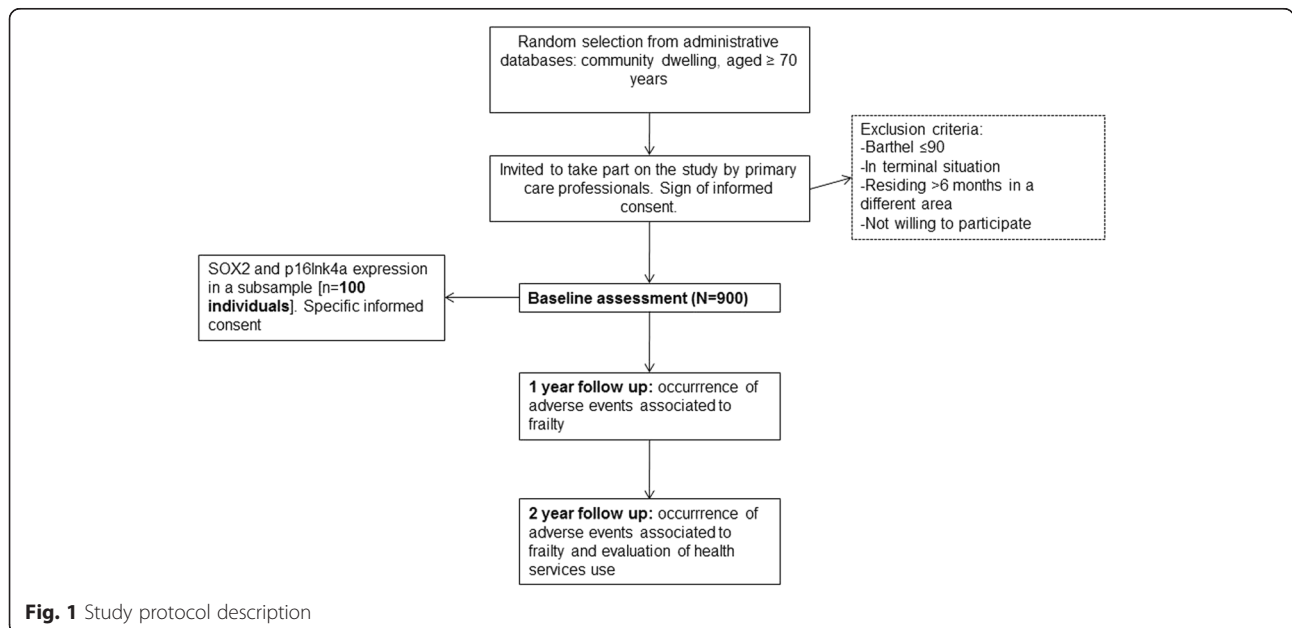 Random selection from administrative
databases: community dwelling, aged ≥ 70
years
Invited to take part on the study by primary
care professionals. Sign of informed
consent.
Exclusion criteria:
-Barthel ≤90
-In terminal situation
-Residing >6 months in a
different area
-Not willing to participate
SOX2 and p16Ink4a expression
in a subsample [n=100
individuals]. Specific informed
consent
Baseline assessment (N=900)
1 year follow up: occurrrence of
adverse events associated to
frailty
2 year follow up: occurrrence of
adverse events associated to
frailty and evaluation of health
services use
Fig. 1 Study protocol description